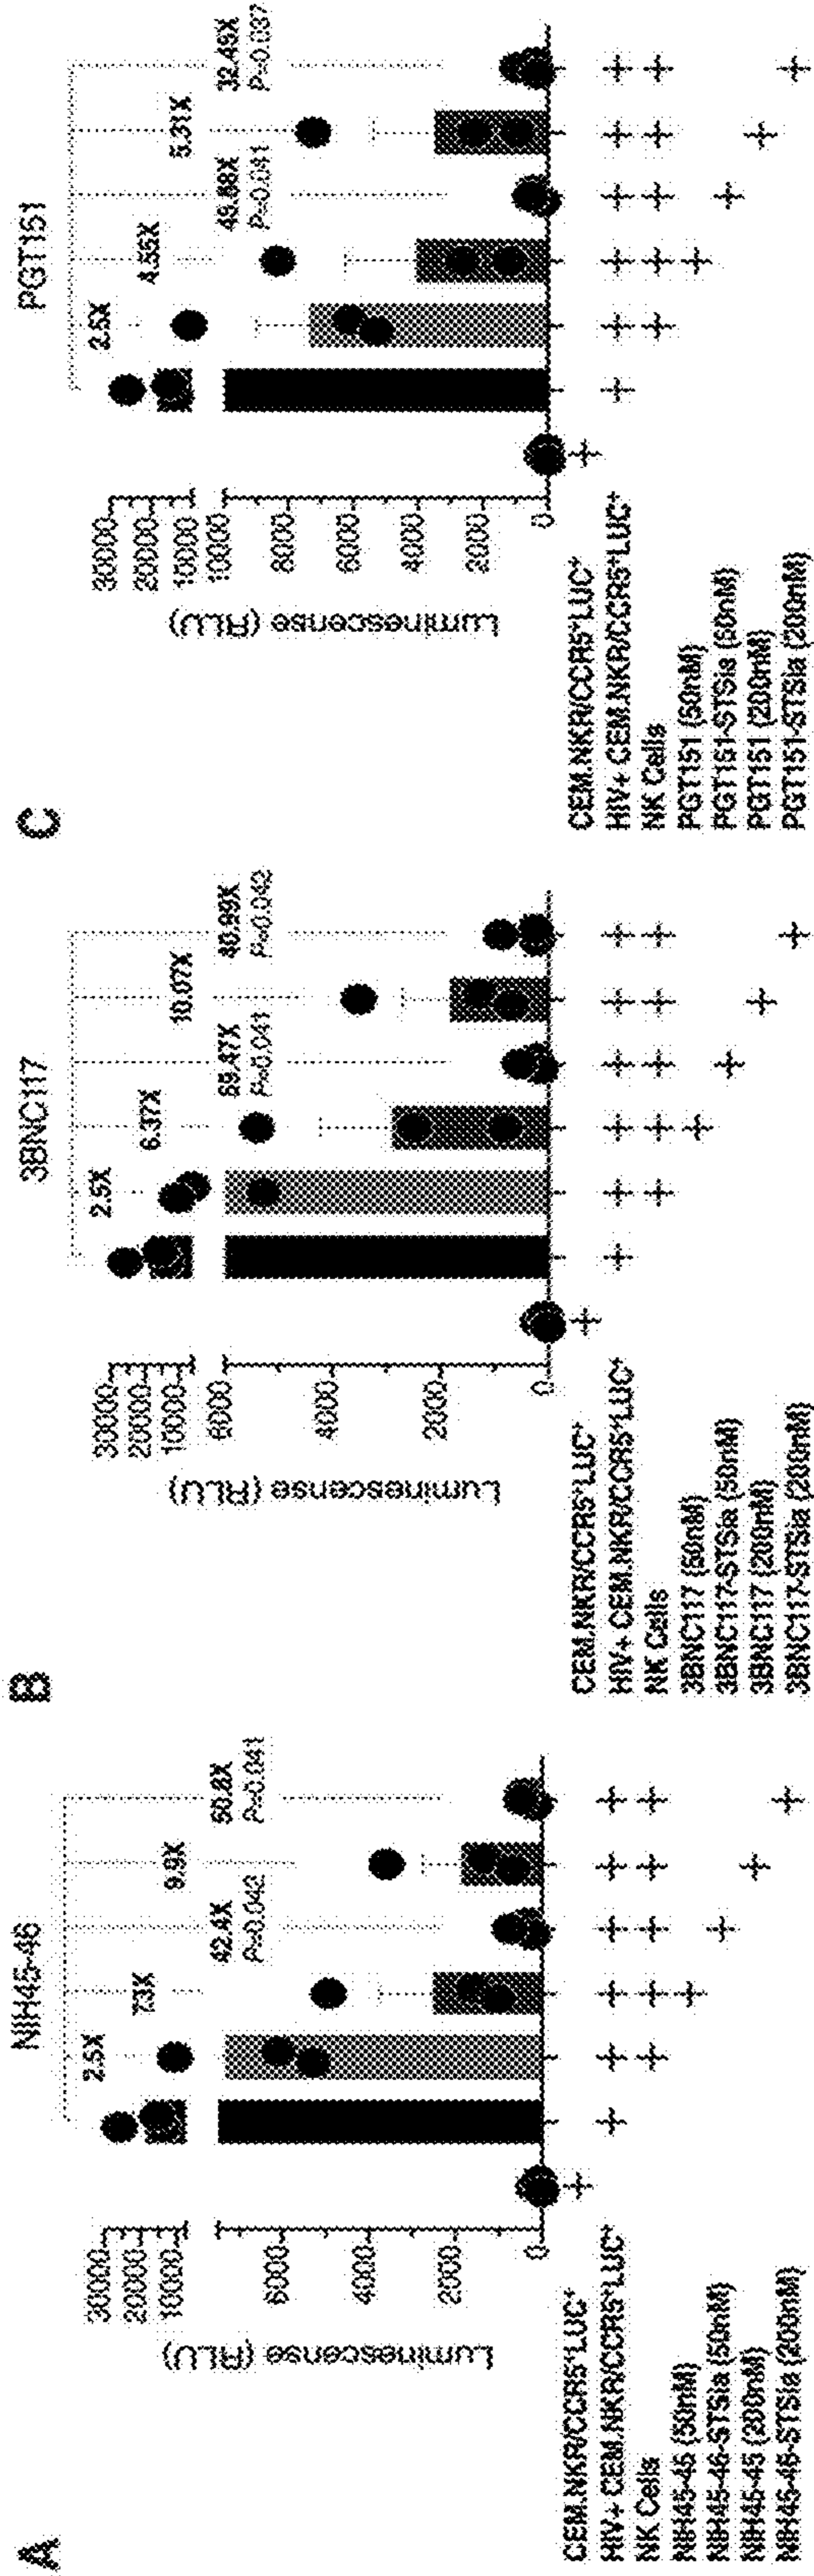 A
NIH45-46
2.5X
7.3X
42.4X
P=0.042
9.9X
50.8X
P=0.041
Luminescense (RLU)
30000
20000
10000
6000
4000
2000
0
CEM.NKR/CCR5⁺LUC⁺
HIV+ CEM.NKR/CCR5⁺LUC⁺
NK Cells
NIH45-46 (50nM)
NIH45-46-STSia (50nM)
NIH45-46 (200nM)
NIH45-46-STSia (200nM)
+
+
+ +
+ + +
+ + +
+ + +
+ + +
B
3BNC117
2.5X
6.37X
P=0.041
10.07X
P=0.042
Luminescense (RLU)
30000
20000
10000
6000
4000
2000
0
CEM.NKR/CCR5⁺LUC⁺
HIV+ CEM.NKR/CCR5⁺LUC⁺
NK Cells
3BNC117 (50nM)
3BNC117-STSia (50nM)
3BNC117 (200nM)
3BNC117-STSia (200nM)
+
+
+ +
+ + +
+ + +
+ + +
+ + +
C
PGT151
2.5X
4.55X
P=0.041
5.31X
32.45X
P=0.037
Luminescense (RLU)
30000
20000
10000
10000
8000
6000
4000
2000
0
CEM.NKR/CCR5⁺LUC⁺
HIV+ CEM.NKR/CCR5⁺LUC⁺
NK Cells
PGT151 (50nM)
PGT151-STSia (50nM)
PGT151 (200nM)
PGT151-STSia (200nM)
+
+
+ +
+ + +
+ + +
+ + +
+ + +